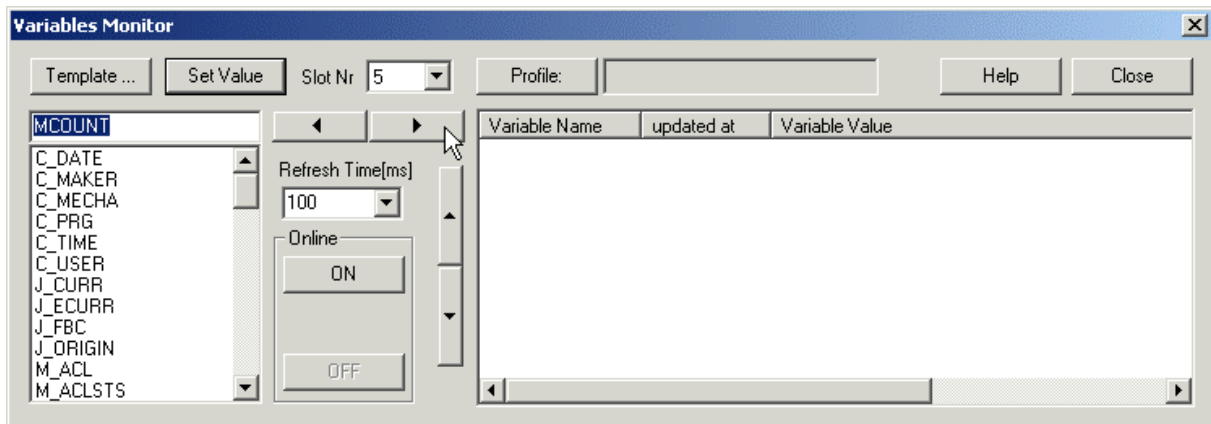 Variables Monitor
Template ... Set Value Slot Nr 5 Profile: Help Close
MCOUNT
C_DATE
C_MAKER
C_MECHA
C_PRG
C_TIME
C_USER
J_CURR
J_ECURR
J_FBC
J_ORIGIN
M_ACL
M_ACLSTS
Refresh Time[ms]
100
Online
ON
OFF
Variable Name updated at Variable Value